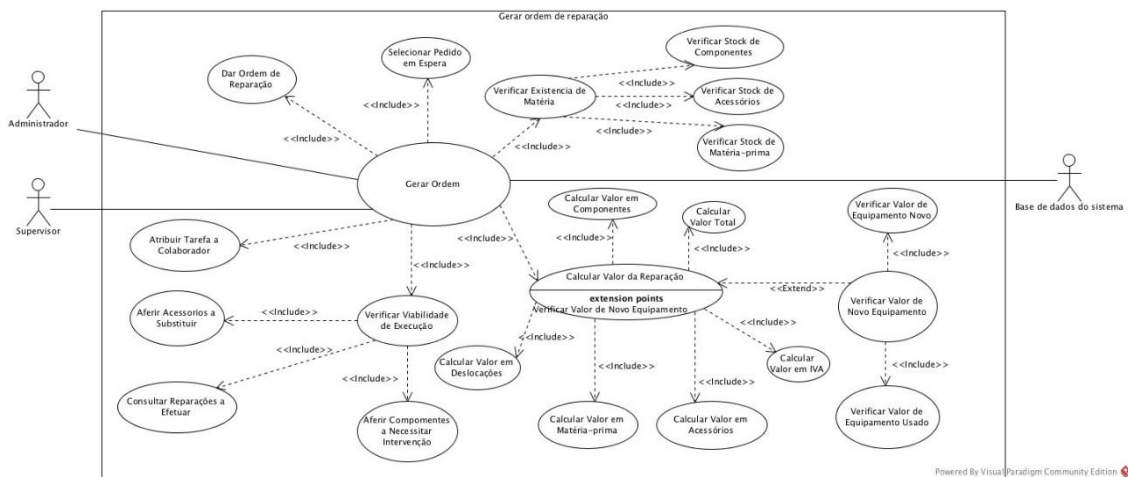 Gerar ordem de reparação
Administrador
Supervisor
Base de dados do sistema
Dar Ordem de
Reparação
Selecionar Pedido
em Espera
Verificar Existencia de
Matéria
Verificar Stock de
Componentes
Verificar Stock de
Acessórios
Verificar Stock de
Matéria-prima
<<Include>>
<<Include>>
<<Include>>
<<Include>>
<<Include>>
<<Include>>
Gerar Ordem
Atribuir Tarefa a
Colaborador
<<Include>>
<<Include>>
<<Include>>
Verificar Viabilidade
de Execução
Aferir Acessorios a
Substituir
<<Include>>
Consultar Reparações a
Efetuar
<<Include>>
Aferir Compomentes
a Necessitar
Intervenção
<<Include>>
Calcular Valor em
Componentes
<<Include>>
Calcular
Valor Total
<<Include>>
Calcular Valor da Reparação
extension points
Verificar Valor de Novo Equipamento
<<Extend>>
Verificar Valor de
Equipamento Novo
<<Include>>
Verificar Valor de
Novo Equipamento
<<Include>>
Verificar Valor de
Equipamento Usado
<<Include>>
Calcular Valor em
Deslocações
<<Include>>
Calcular Valor em
Matéria-prima
<<Include>>
Calcular Valor em
Acessórios
<<Include>>
Calcular
Valor em IVA
Powered By Visual Paradigm Community Edition